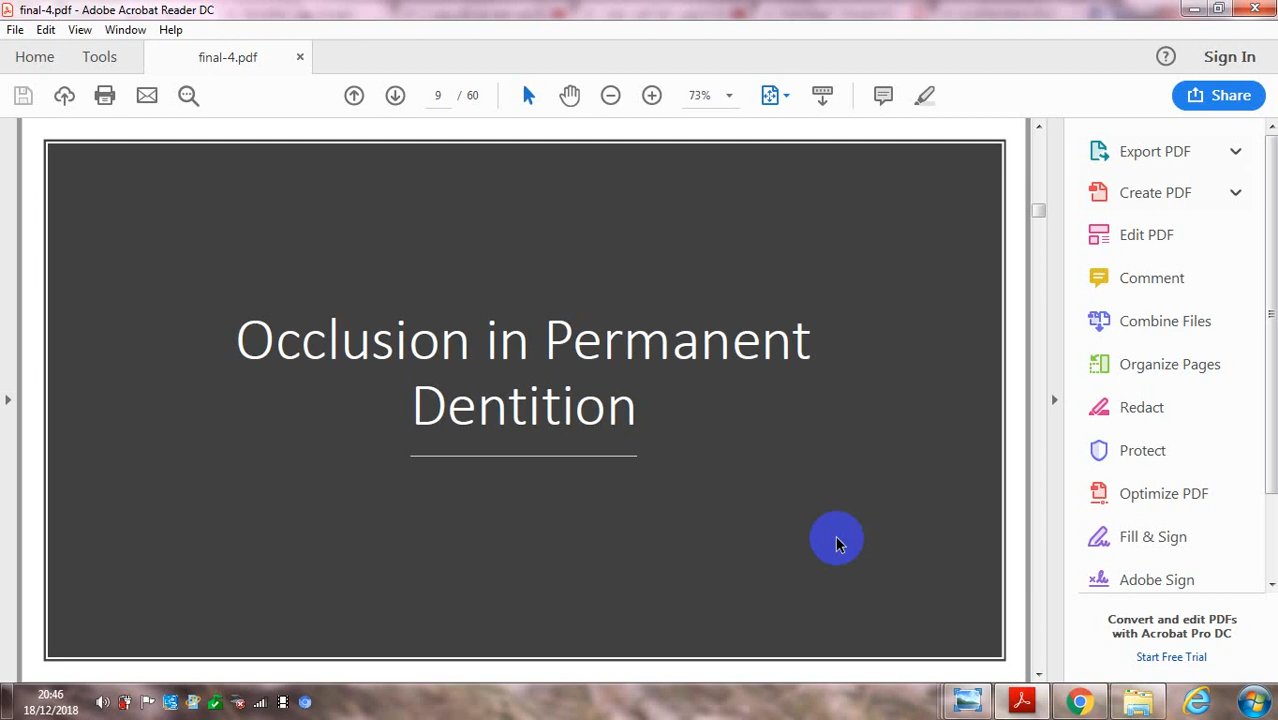 final-4.pdf - Adobe Acrobat Reader DC
File Edit View Window Help
Home Tools final-4.pdf × ? Sign In
9 / 60 73% Share
Occlusion in Permanent
Dentition
Export PDF
Create PDF
Edit PDF
Comment
Combine Files
Organize Pages
Redact
Protect
Optimize PDF
Fill & Sign
Adobe Sign
Convert and edit PDFs
with Acrobat Pro DC
Start Free Trial
20:46
18/12/2018